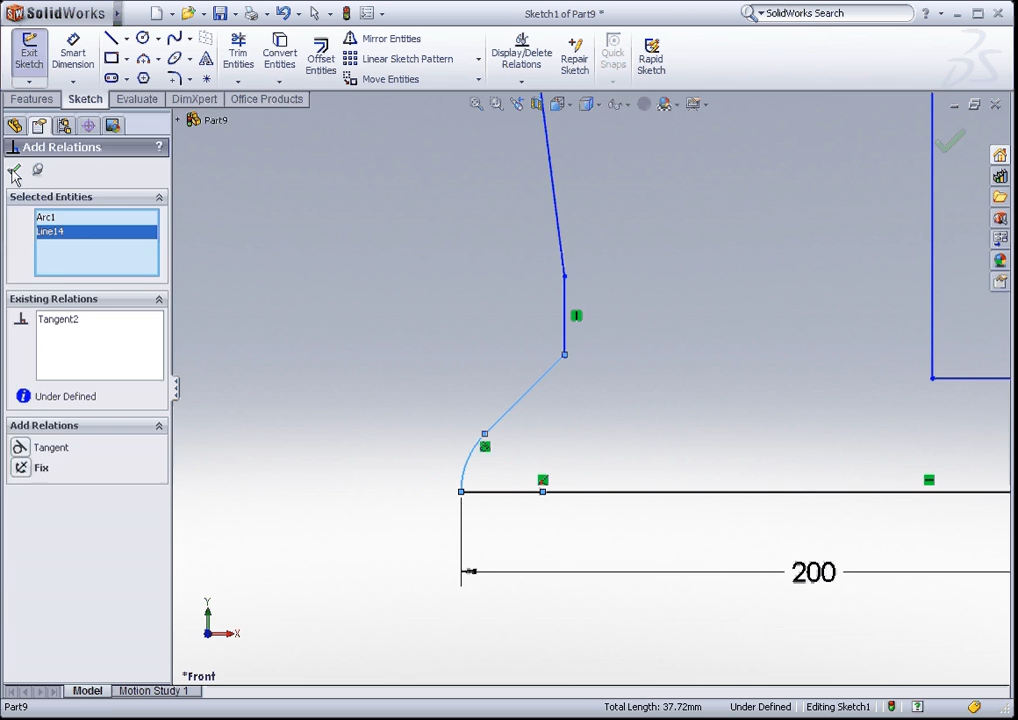 SolidWorks
Sketch1 of Part9 *
SolidWorks Search
Exit Sketch
Smart Dimension
Trim Entities
Convert Entities
Offset Entities
Mirror Entities
Linear Sketch Pattern
Move Entities
Display/Delete Relations
Repair Sketch
Quick Snaps
Rapid Sketch
Features
Sketch
Evaluate
DimXpert
Office Products
Part9
Add Relations
?
Selected Entities
Arc1
Line14
Existing Relations
Tangent2
Under Defined
Add Relations
Tangent
Fix
200
Y
X
*Front
Model
Motion Study 1
Part9
Total Length: 37.72mm
Under Defined
Editing Sketch1
?